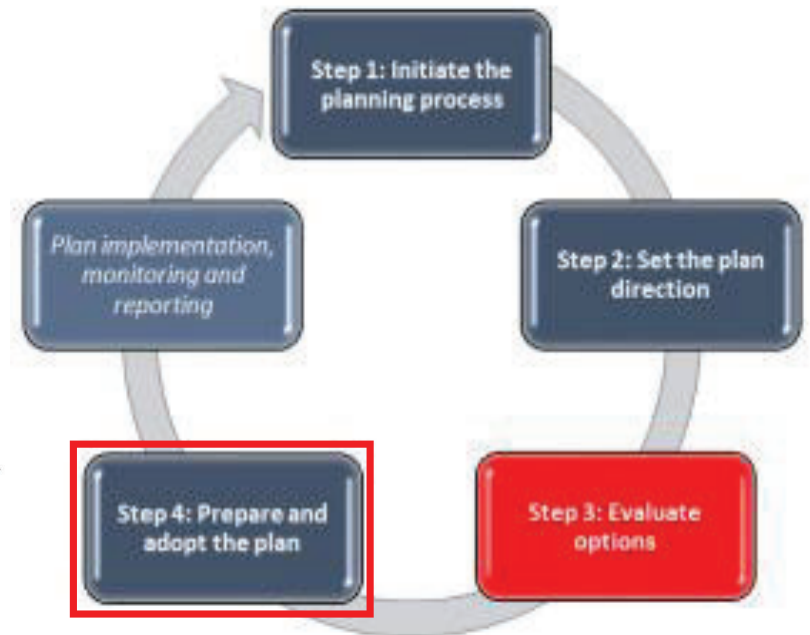 Step 1: Initiate the
planning process
Step 2: Set the plan
direction
Step 3: Evaluate
options
Step 4: Prepare and
adopt the plan
Plan implementation,
monitoring and
reporting